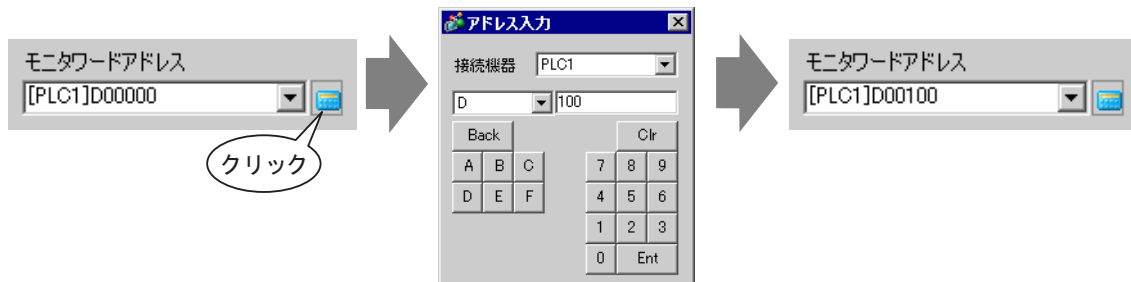 モニタワードアドレス
[PLC1]D00000
クリック
アドレス入力
接続機器 PLC1
D 100
Back Clr
A B C 7 8 9
D E F 4 5 6
1 2 3
0 Ent
モニタワードアドレス
[PLC1]D00100